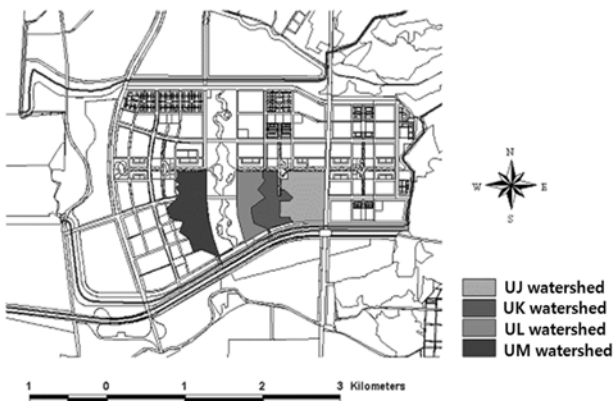 N
W E
S
UJ watershed
UK watershed
UL watershed
UM watershed
1 0 1 2 3 Kilometers